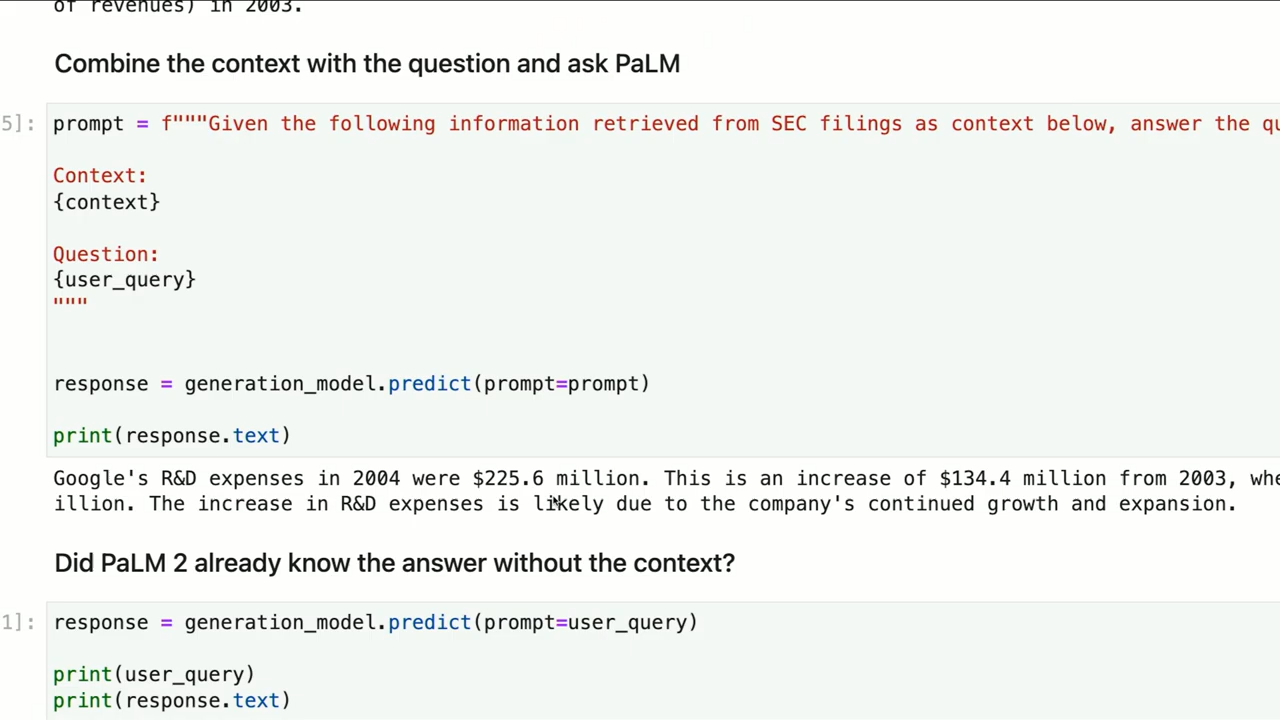 of revenues) in 2003.
Combine the context with the question and ask PaLM
5]:
prompt = f"""Given the following information retrieved from SEC filings as context below, answer the qu
Context:
{context}
Question:
{user_query}
"""
response = generation_model.predict(prompt=prompt)
print(response.text)
Google's R&D expenses in 2004 were $225.6 million. This is an increase of $134.4 million from 2003, whe
illion. The increase in R&D expenses is likely due to the company's continued growth and expansion.
Did PaLM 2 already know the answer without the context?
1]:
response = generation_model.predict(prompt=user_query)
print(user_query)
print(response.text)